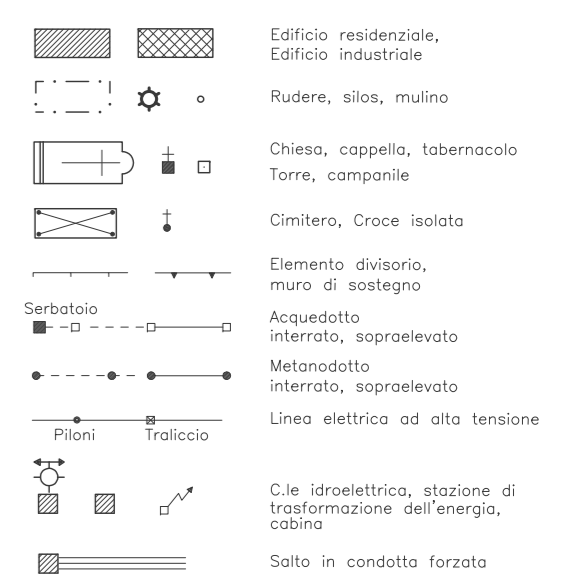 Edificio residenziale,
Edificio industriale
Rudere, silos, mulino
Chiesa, cappella, tabernacolo
Torre, campanile
Cimitero, Croce isolata
Elemento divisorio,
muro di sostegno
Serbatoio
Acquedotto
interrato, sopraelevato
Metanodotto
interrato, sopraelevato
Linea elettrica ad alta tensione
Piloni Traliccio
C.le idroelettrica, stazione di
trasformazione dell'energia,
cabina
Salto in condotta forzata